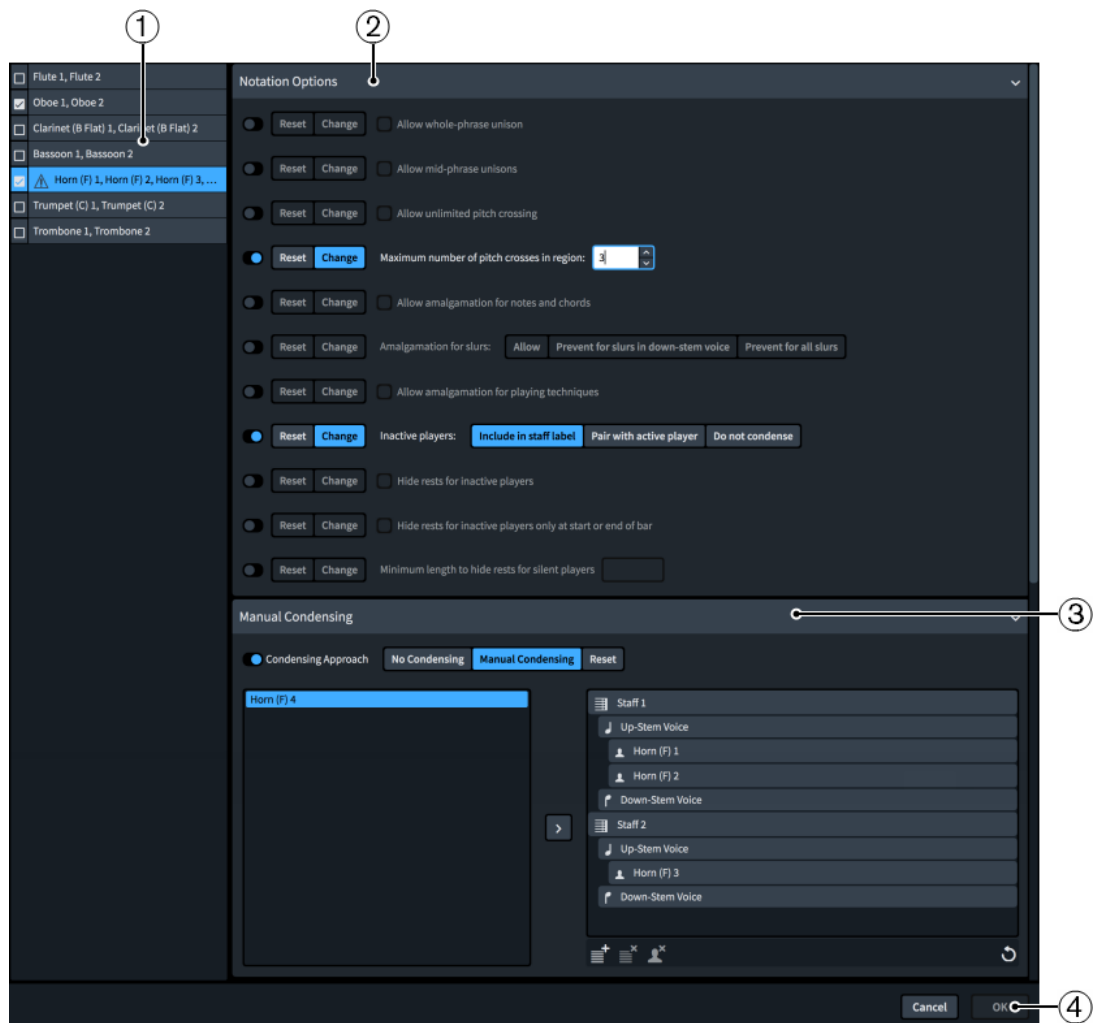 ① ②
Flute 1, Flute 2
Oboe 1, Oboe 2
Clarinet (B Flat) 1, Clarinet (B Flat) 2
Bassoon 1, Bassoon 2
Horn (F) 1, Horn (F) 2, Horn (F) 3, ...
Trumpet (C) 1, Trumpet (C) 2
Trombone 1, Trombone 2
Notation Options
Reset Change Allow whole-phrase unison
Reset Change Allow mid-phrase unisons
Reset Change Allow unlimited pitch crossing
Reset Change Maximum number of pitch crosses in region: 3
Reset Change Allow amalgamation for notes and chords
Reset Change Amalgamation for slurs: Allow Prevent for slurs in down-stem voice Prevent for all slurs
Reset Change Allow amalgamation for playing techniques
Reset Change Inactive players: Include in staff label Pair with active player Do not condense
Reset Change Hide rests for inactive players
Reset Change Hide rests for inactive players only at start or end of bar
Reset Change Minimum length to hide rests for silent players
Manual Condensing ③
Condensing Approach No Condensing Manual Condensing Reset
Horn (F) 4
Staff 1
Up-Stem Voice
Horn (F) 1
Horn (F) 2
Down-Stem Voice
Staff 2
Up-Stem Voice
Horn (F) 3
Down-Stem Voice
Cancel OK ④